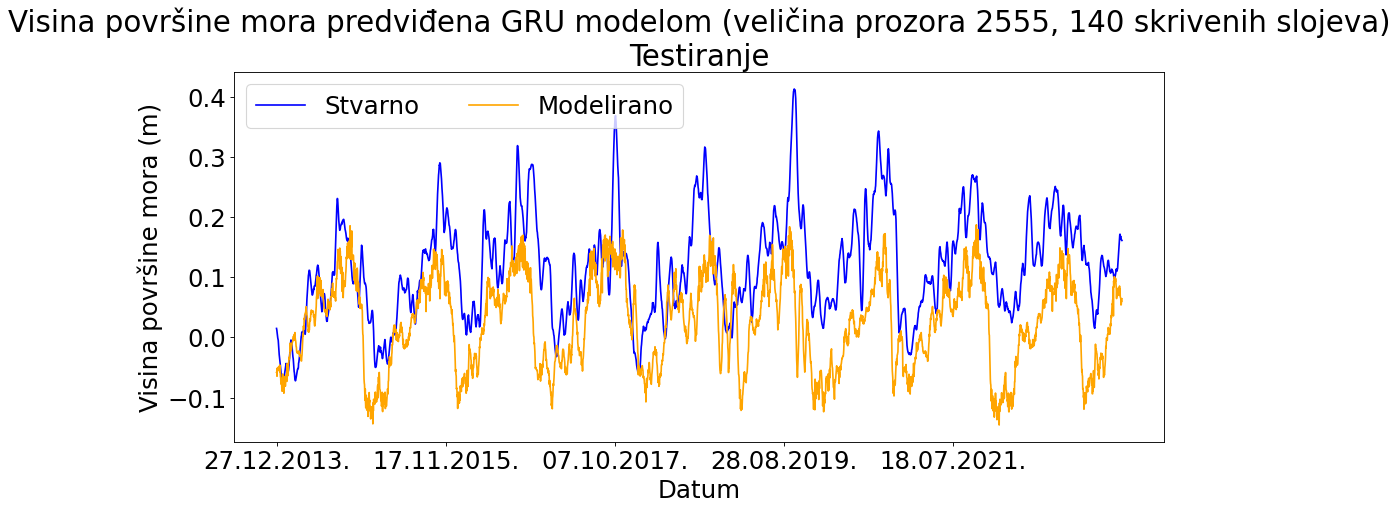 Visina površine mora predviđena GRU modelom (veličina prozora 2555, 140 skrivenih slojeva)
Testiranje
Stvarno Modelirano
Visina površine mora (m)
0.4
0.3
0.2
0.1
0.0
−0.1
27.12.2013. 17.11.2015. 07.10.2017. 28.08.2019. 18.07.2021.
Datum